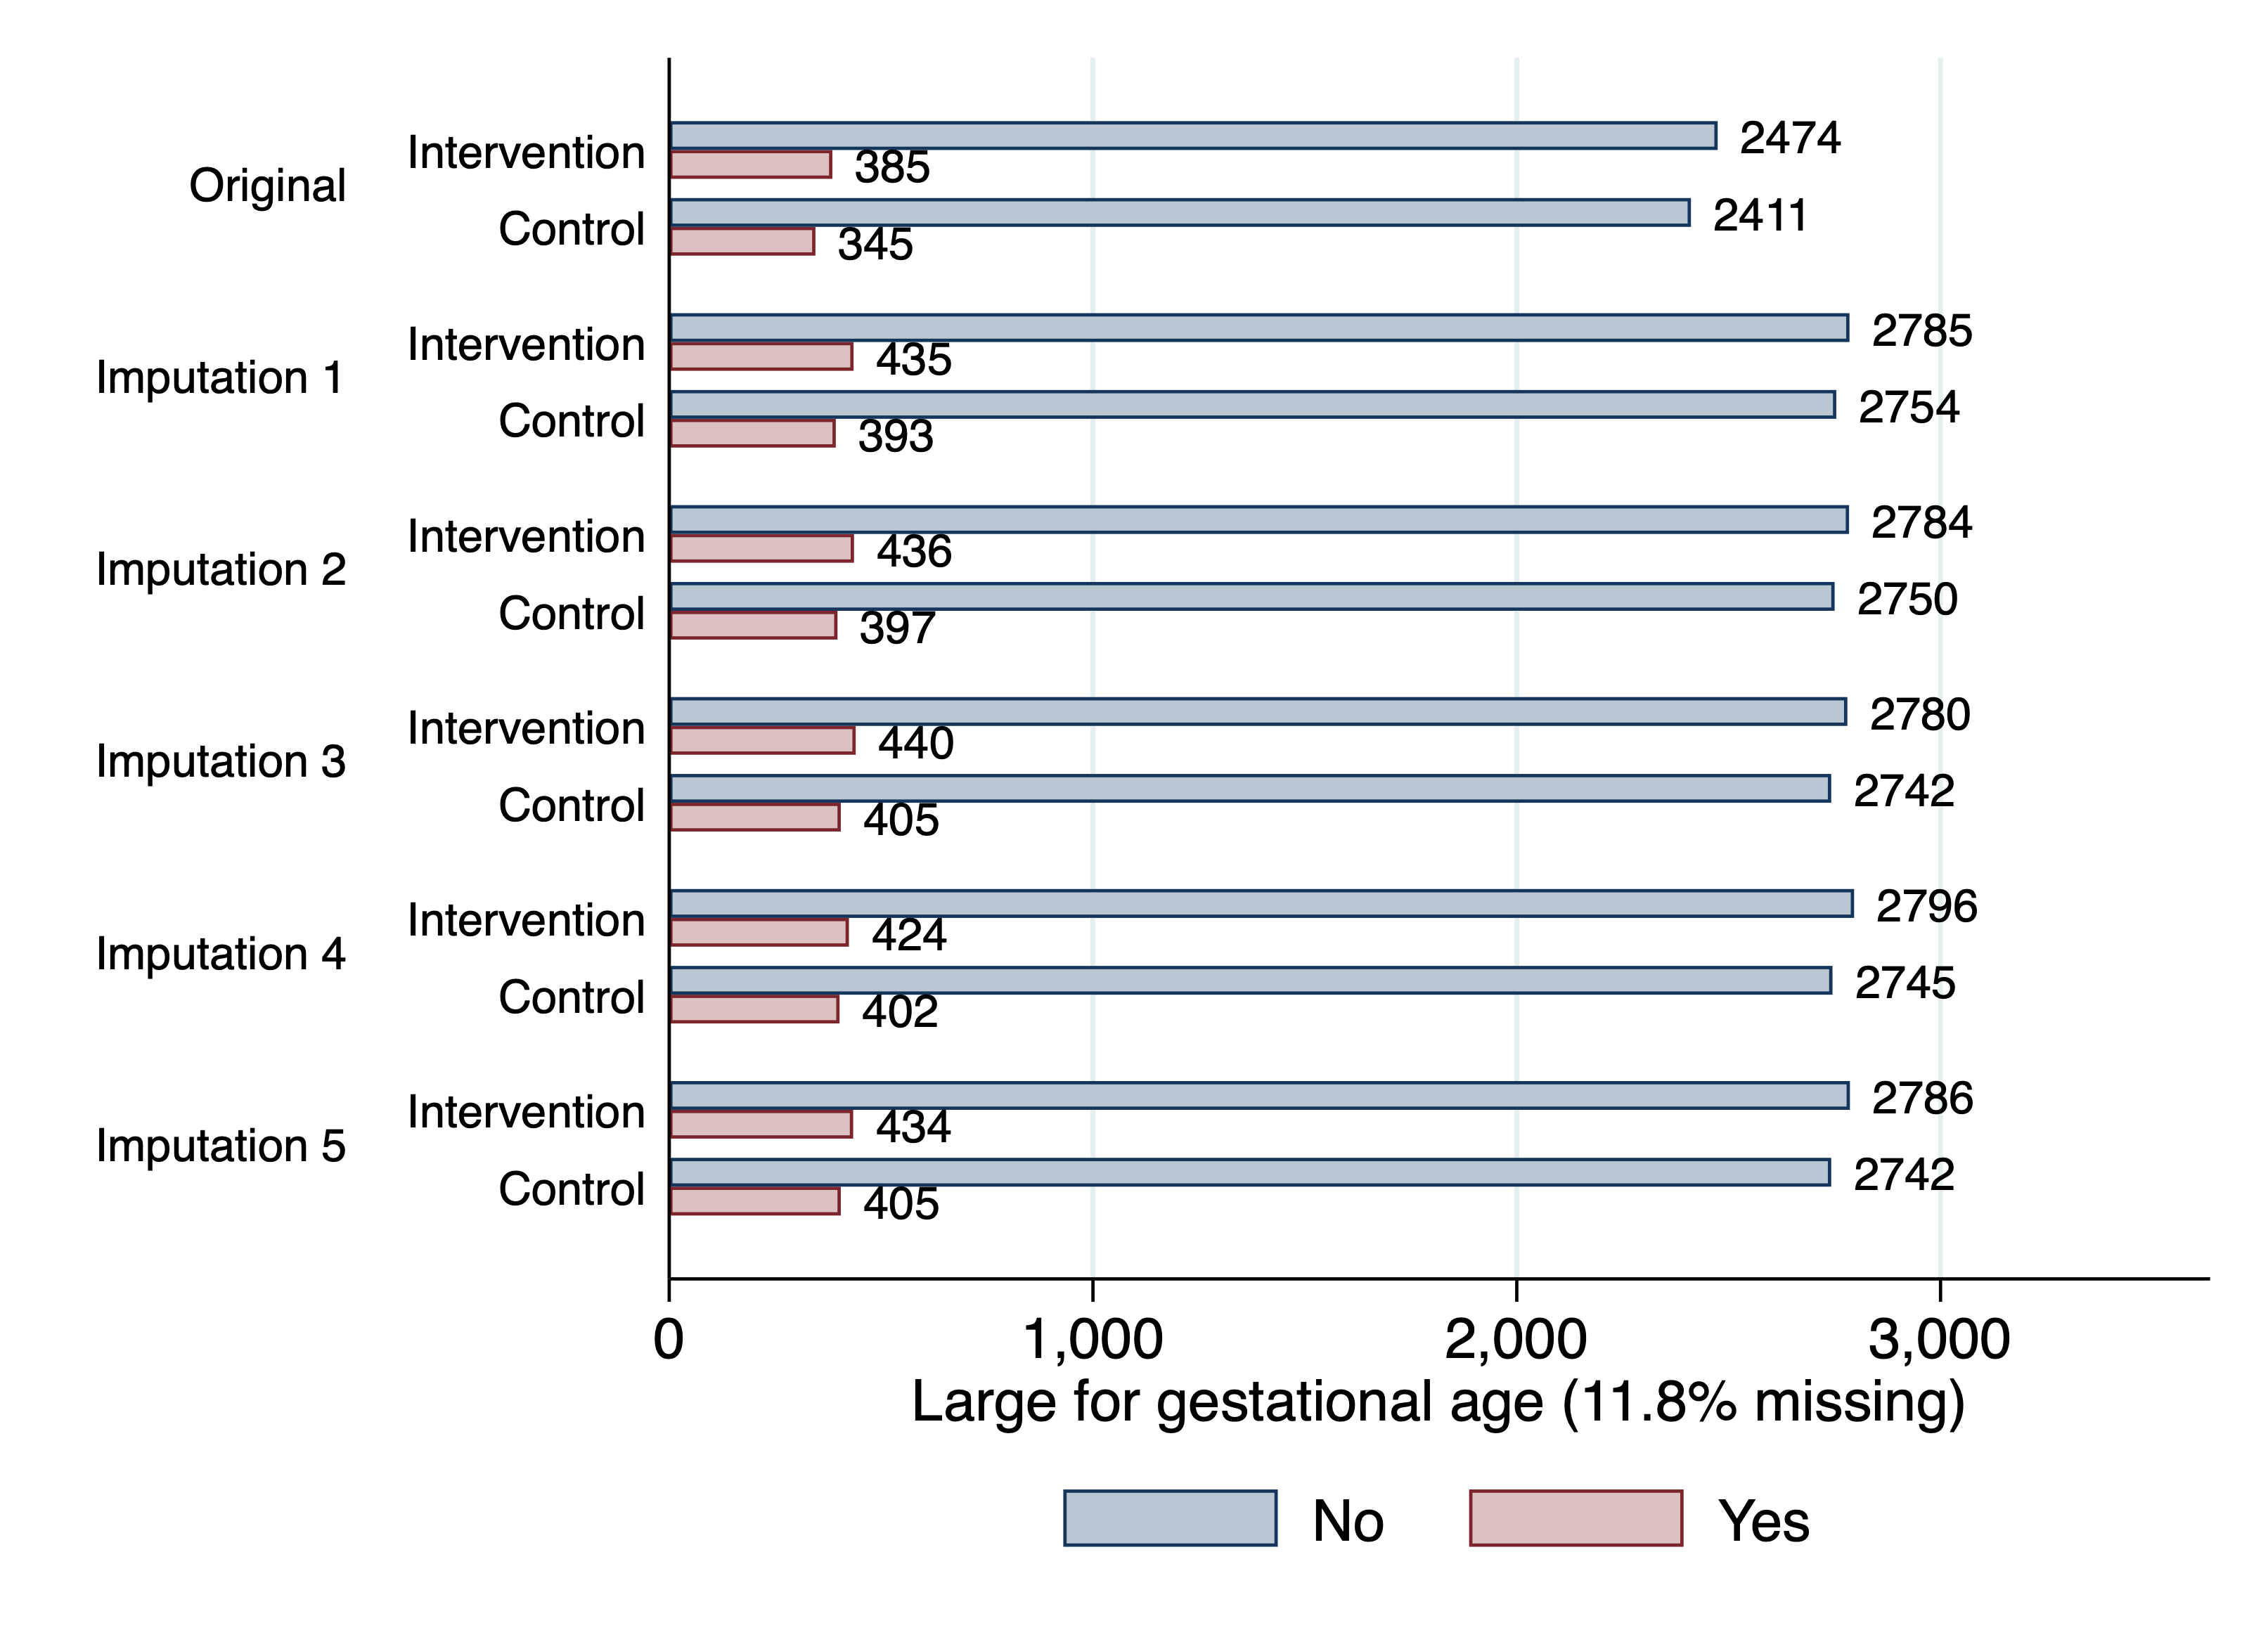 Original
Intervention
2474
385
Control
2411
345
Imputation 1
Intervention
2785
435
Control
2754
393
Imputation 2
Intervention
2784
436
Control
2750
397
Imputation 3
Intervention
2780
440
Control
2742
405
Imputation 4
Intervention
2796
424
Control
2745
402
Imputation 5
Intervention
2786
434
Control
2742
405
0 1,000 2,000 3,000
Large for gestational age (11.8% missing)
No Yes